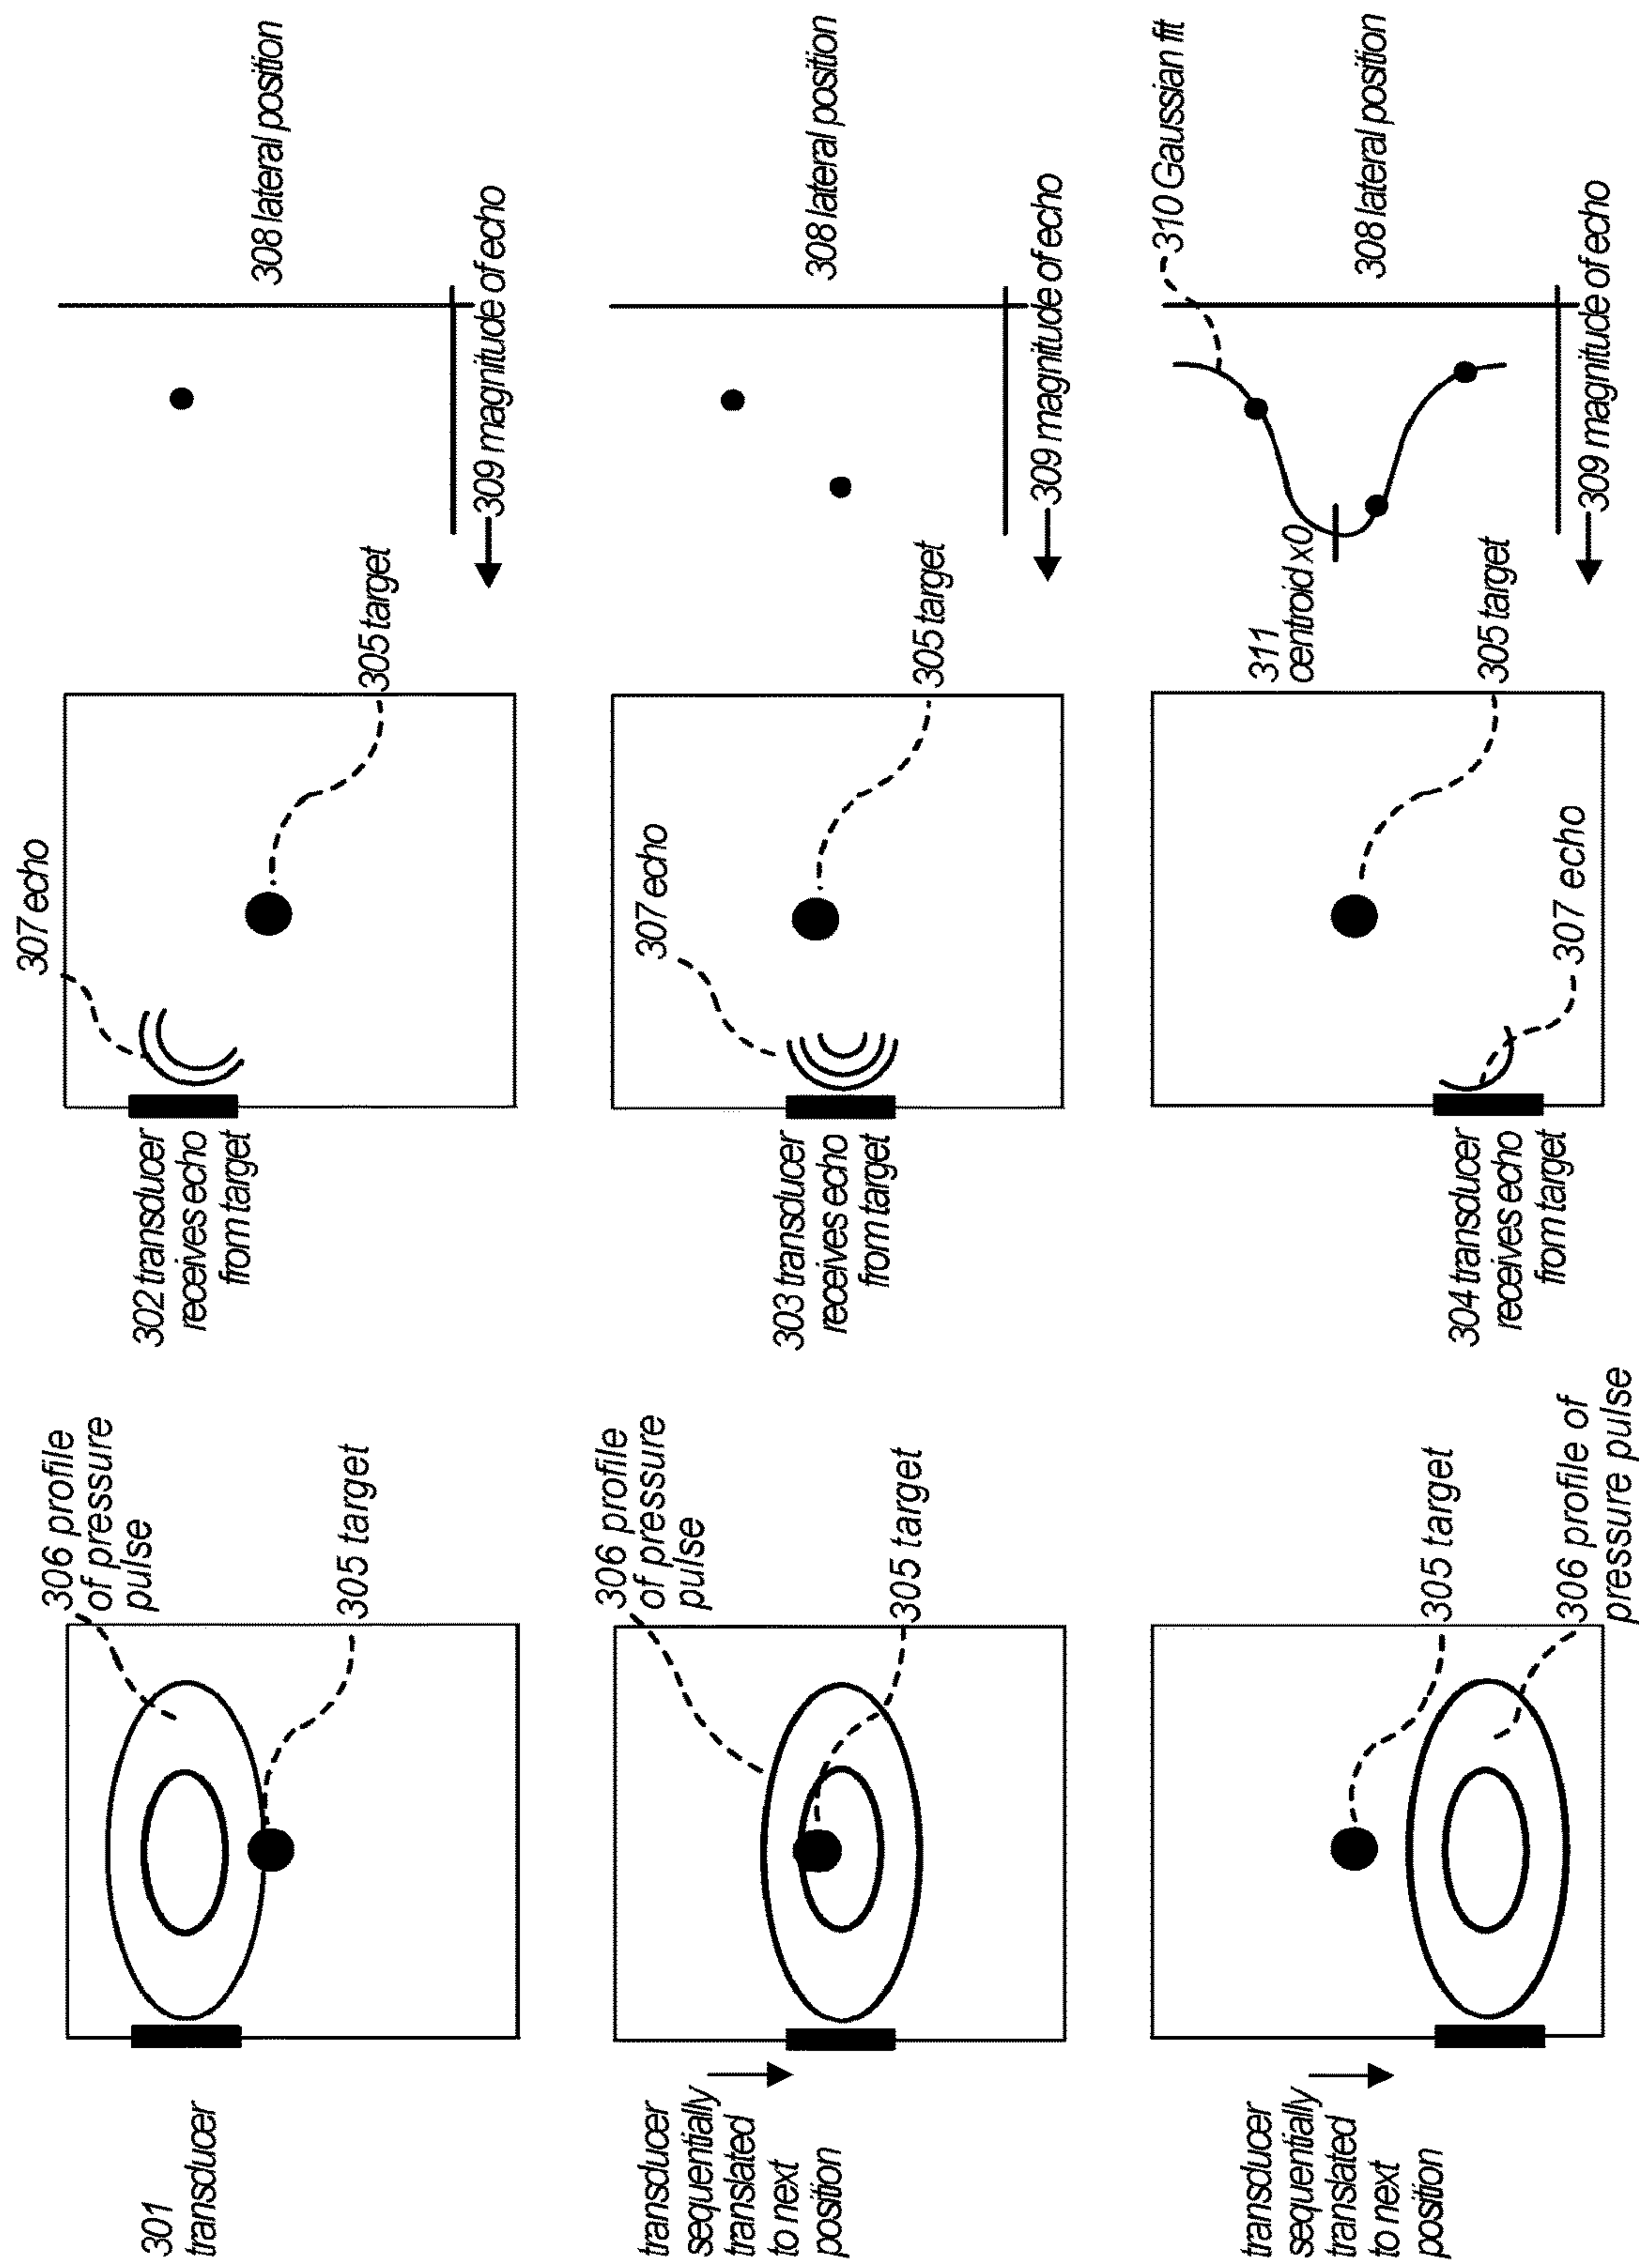 301
transducer
306 profile
of pressure
pulse
305 target
302 transducer
receives echo
from target
307 echo
305 target
308 lateral position
309 magnitude of echo
transducer
sequentially
translated
to next
position
306 profile
of pressure
pulse
305 target
303 transducer
receives echo
from target
307 echo
305 target
308 lateral position
309 magnitude of echo
transducer
sequentially
translated
to next
position
305 target
306 profile of
pressure pulse
304 transducer
receives echo
from target
307 echo
305 target
311
centroid x0
310 Gaussian fit
308 lateral position
309 magnitude of echo